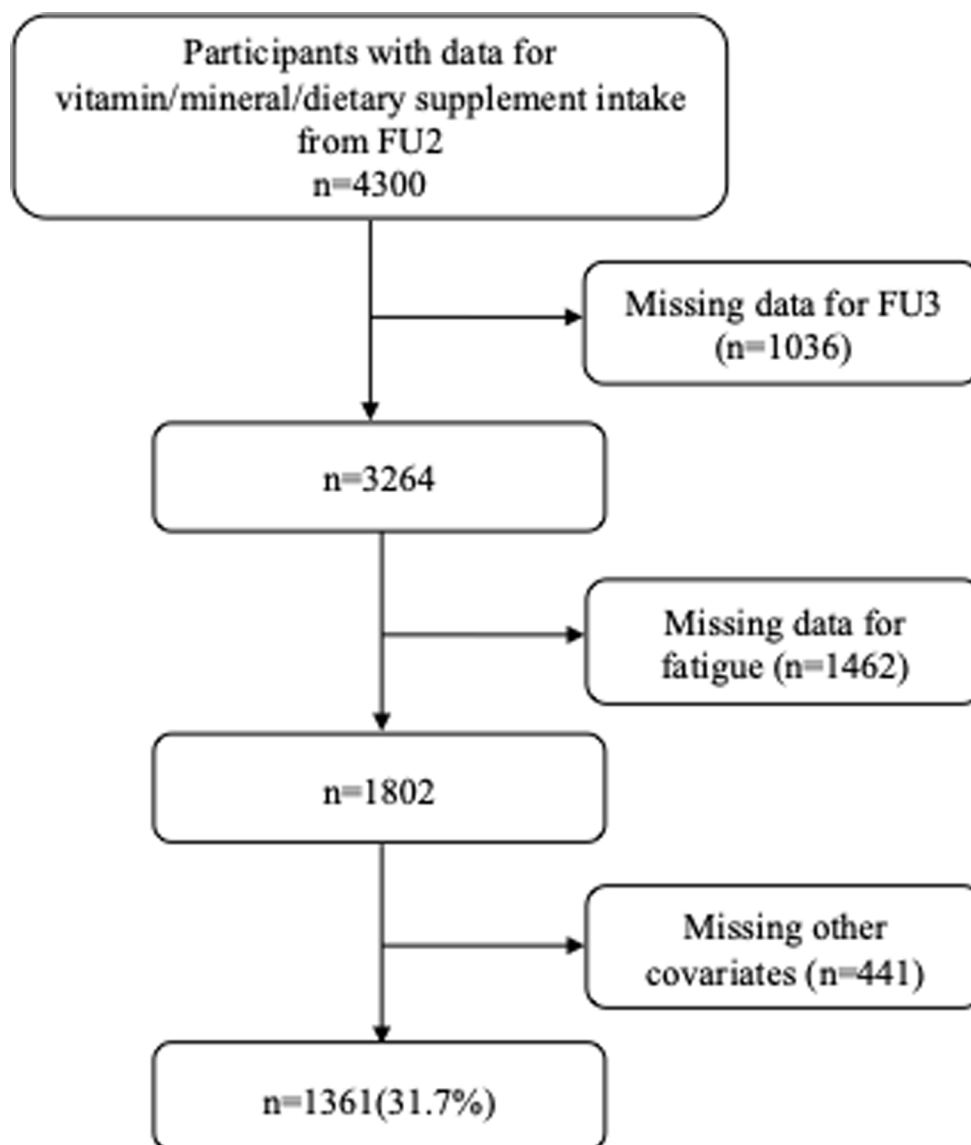 Participants with data for
vitamin/mineral/dietary supplement intake
from FU2
n=4300
Missing data for FU3
(n=1036)
n=3264
Missing data for
fatigue (n=1462)
n=1802
Missing other
covariates (n=441)
n=1361(31.7%)